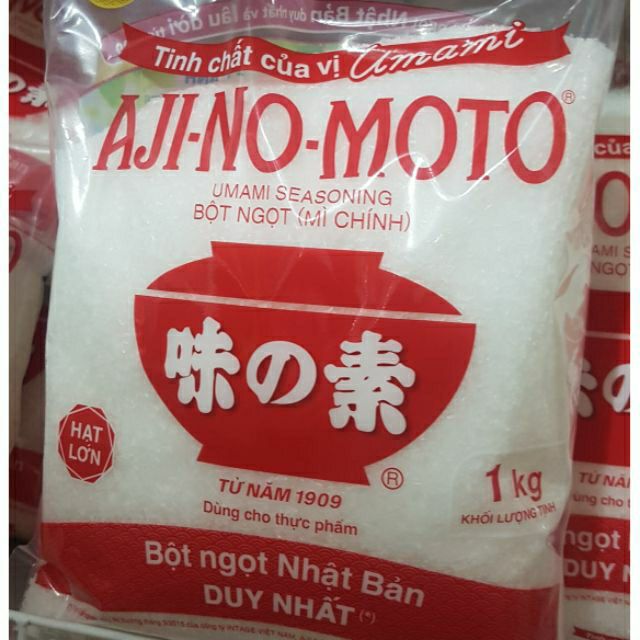 Tinh chất của vị Umami
AJI-NO-MOTO®
UMAMI SEASONING
BỘT NGỌT (MÌ CHÍNH)
味の素
®
HẠT
LỚN
TỪ NĂM 1909
Dùng cho thực phẩm
1 kg
KHỐI LƯỢNG TỊNH
Bột ngọt Nhật Bản
DUY NHẤT (*)